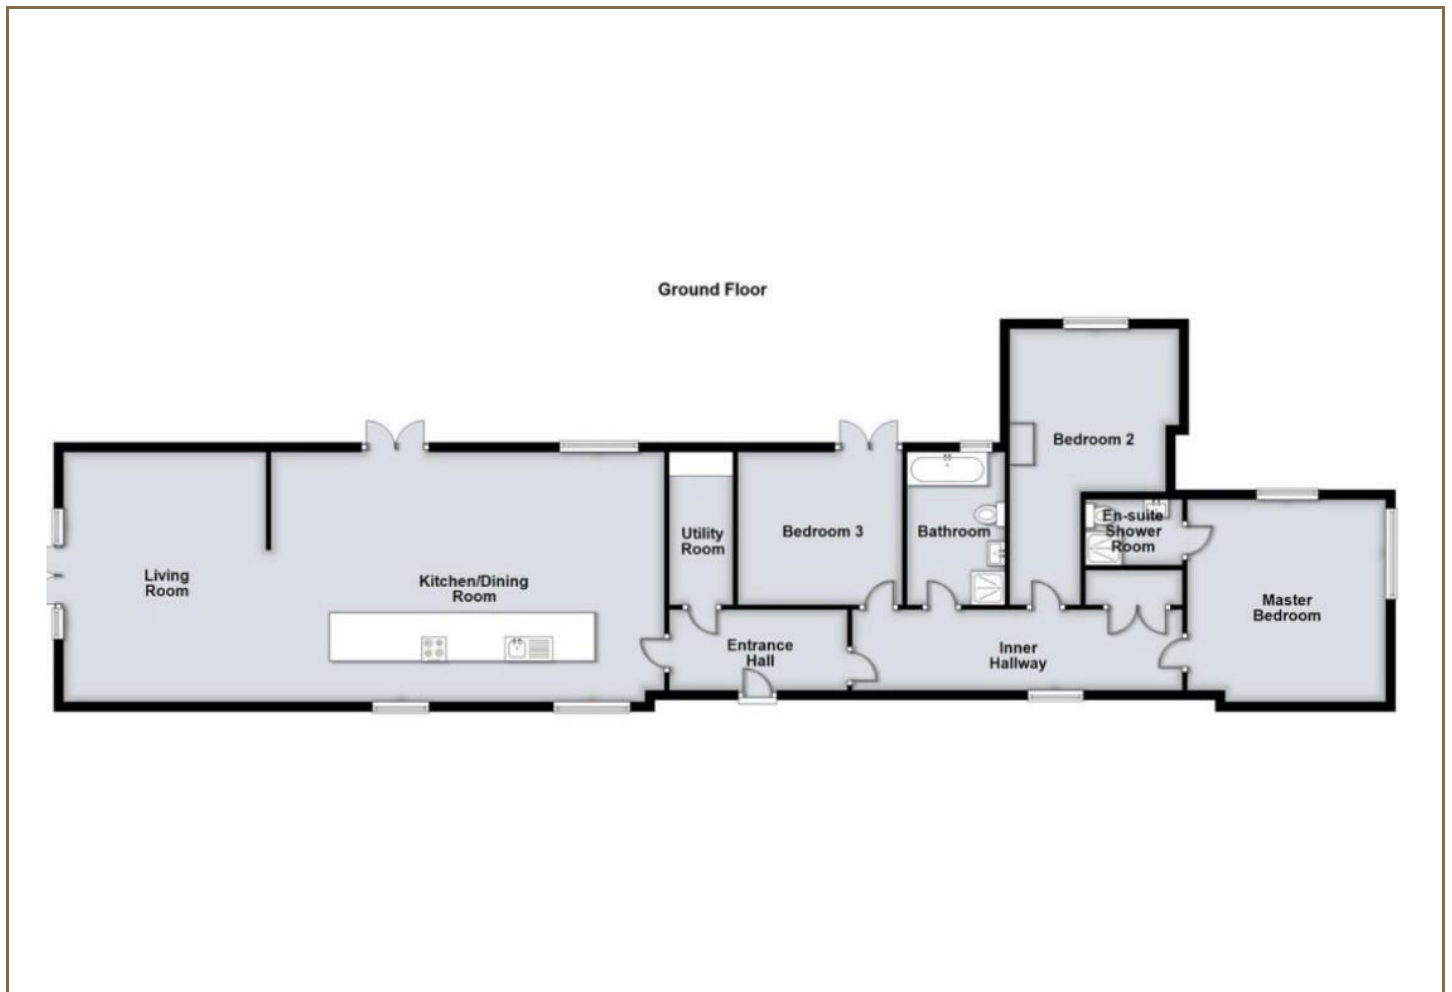 Ground Floor
Bedroom 2
En-suite
Shower
Room
Utility
Room
Bedroom 3
Bathroom
Living
Room
Kitchen/Dining
Room
Master
Bedroom
Entrance
Hall
Inner
Hallway